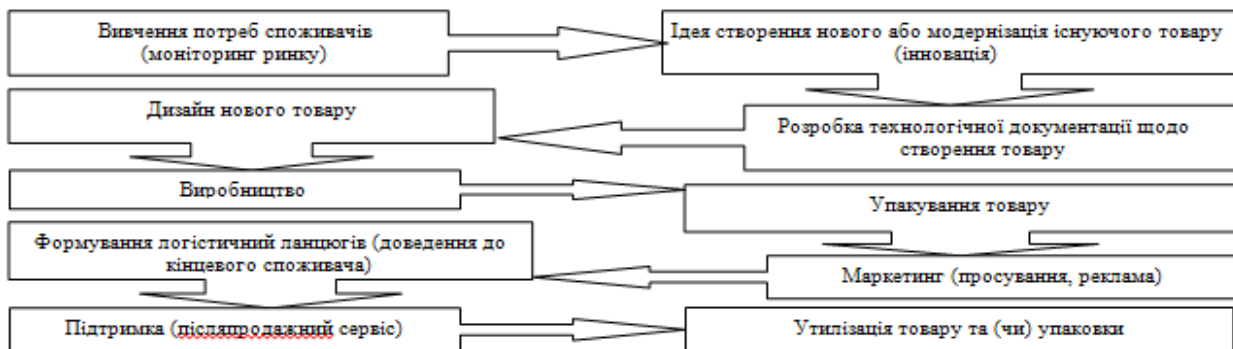 Вивчення потреб споживачів
(моніторинг ринку)
Ідея створення нового або модернізація існуючого товару
(інновація)
Дизайн нового товару
Розробка технологічної документації щодо
створення товару
Виробництво
Упакування товару
Формування логістичний ланцюгів (доведення до
кінцевого споживача)
Маркетинг (просування, реклама)
Підтримка (післяпродажний сервіс)
Утилізація товару та (чи) упаковки